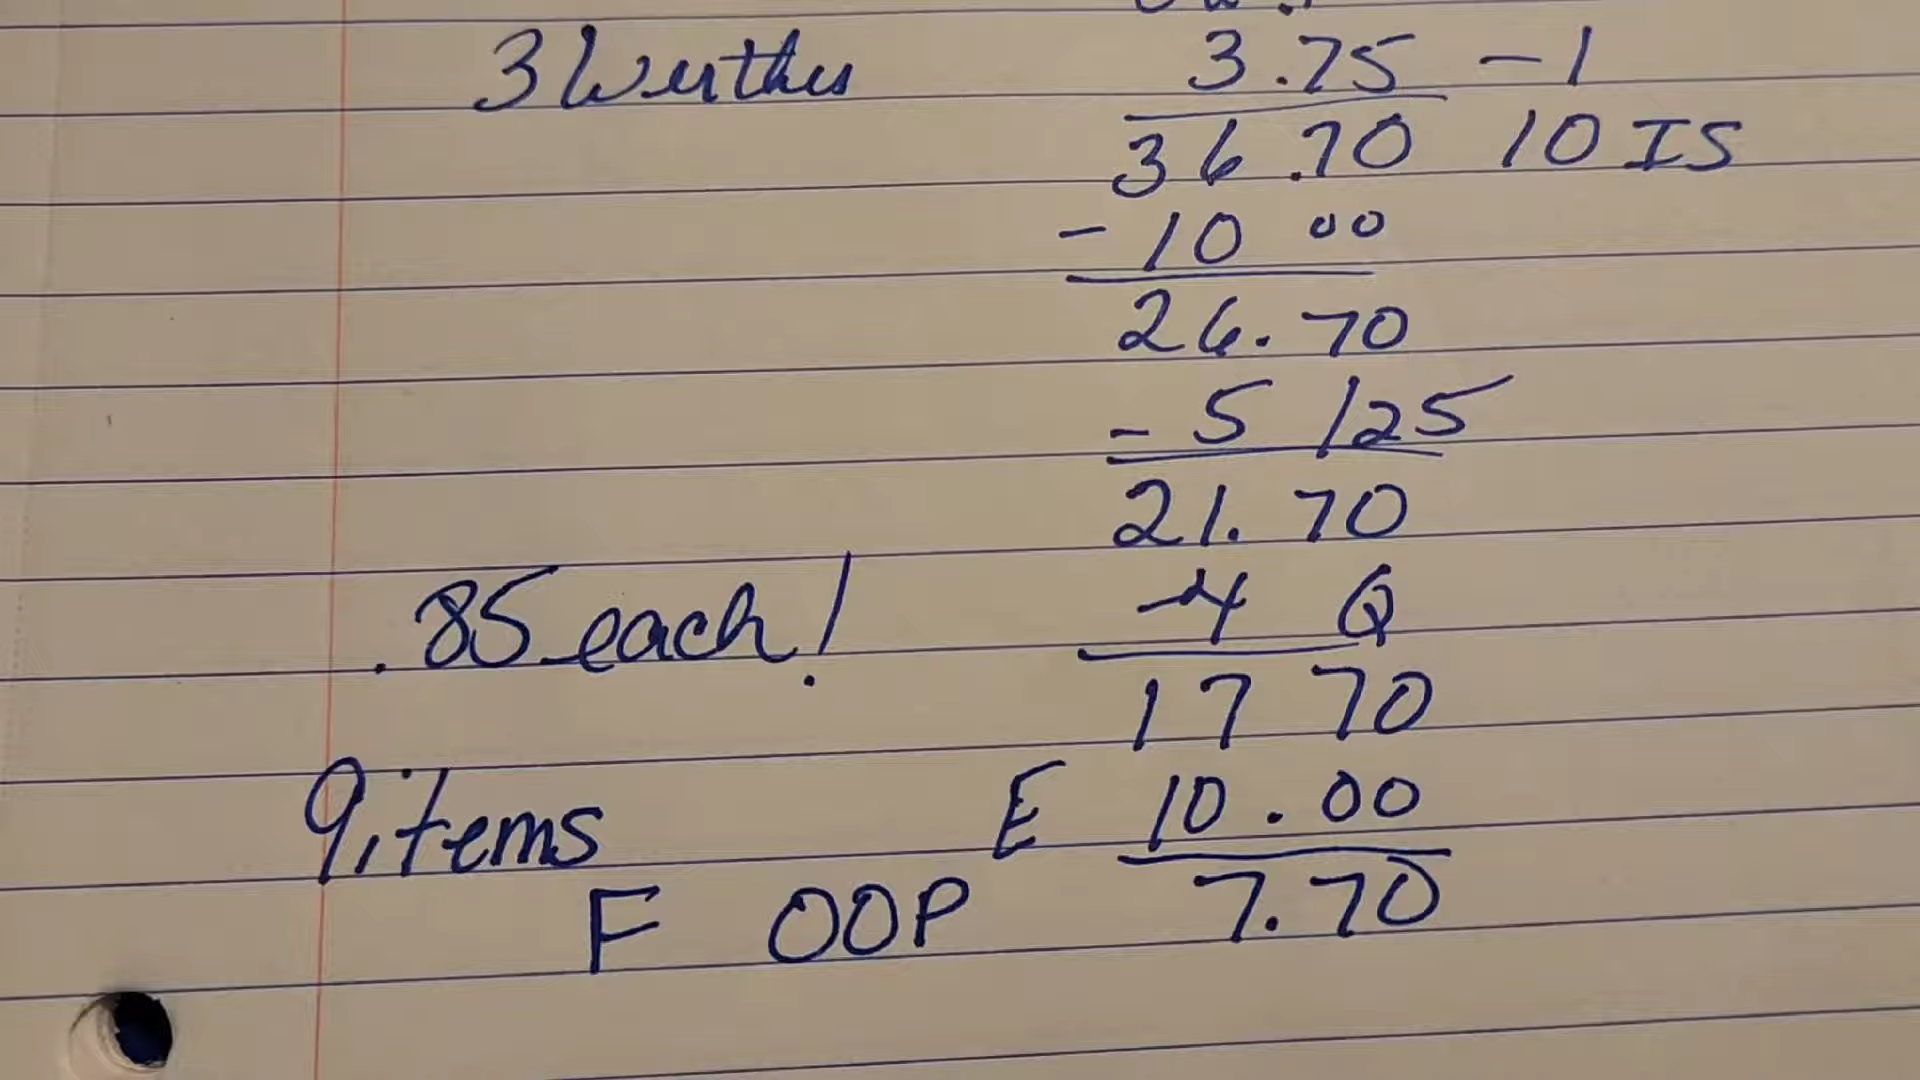 3 Werthers 3.75 - 1
36.70 10 IS
- 10 00
26.70
- 5 /25
21.70
.85 each! - 4 Q
17 70
9 items E 10.00
F OOP 7.70